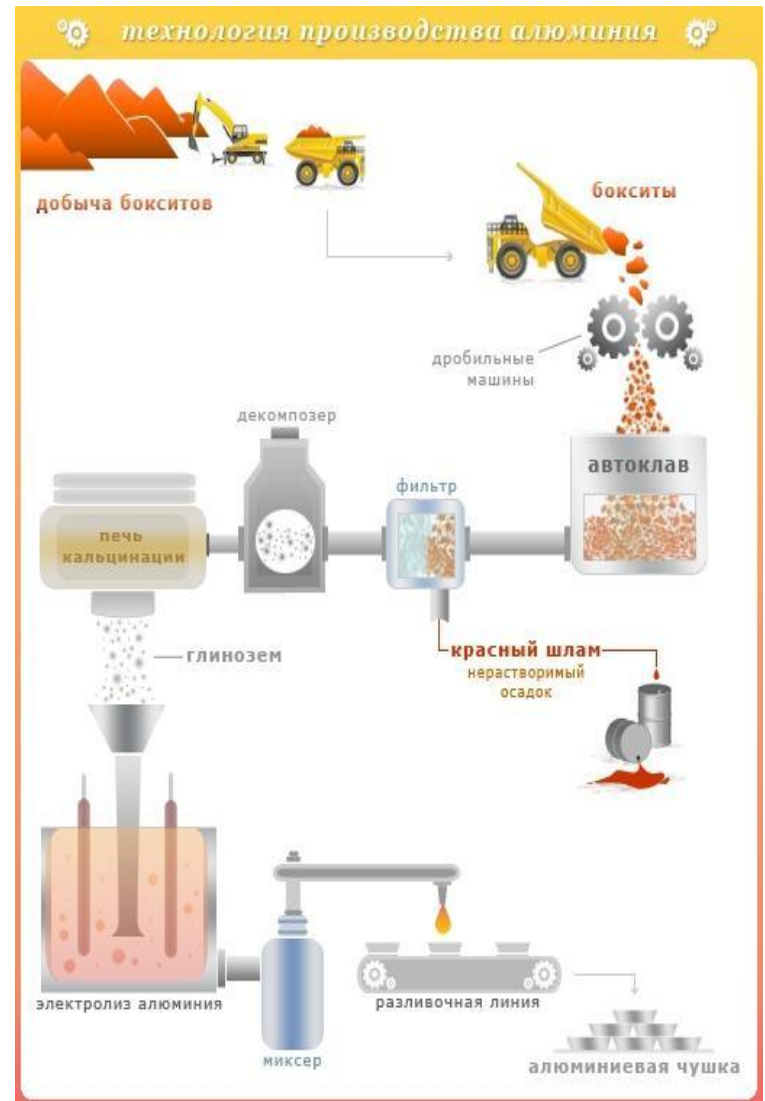 технология производства алюминия
добыча бокситов
бокситы
дробильные
машины
автоклав
фильтр
декомпозер
печь
кальцинации
глинозем
красный шлам
нерастворимый
осадок
электролиз алюминия
миксер
разливочная линия
алюминиевая чушка